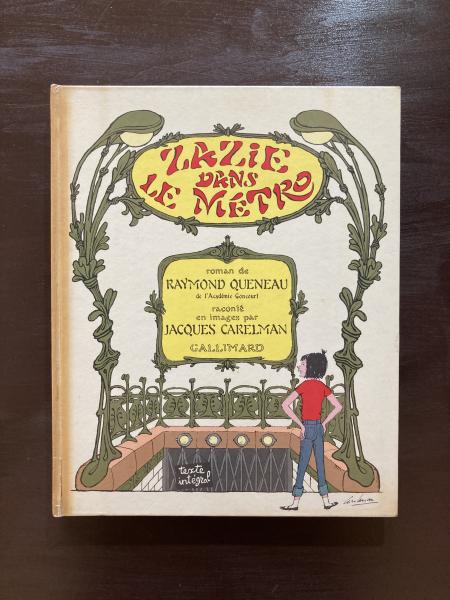 ZAZIE
DANS
LE MÉTRO
roman de
RAYMOND QUENEAU
de l'Académie Goncourt
raconté
en images par
JACQUES CARELMAN
GALLIMARD
texte
intégral
Carelman